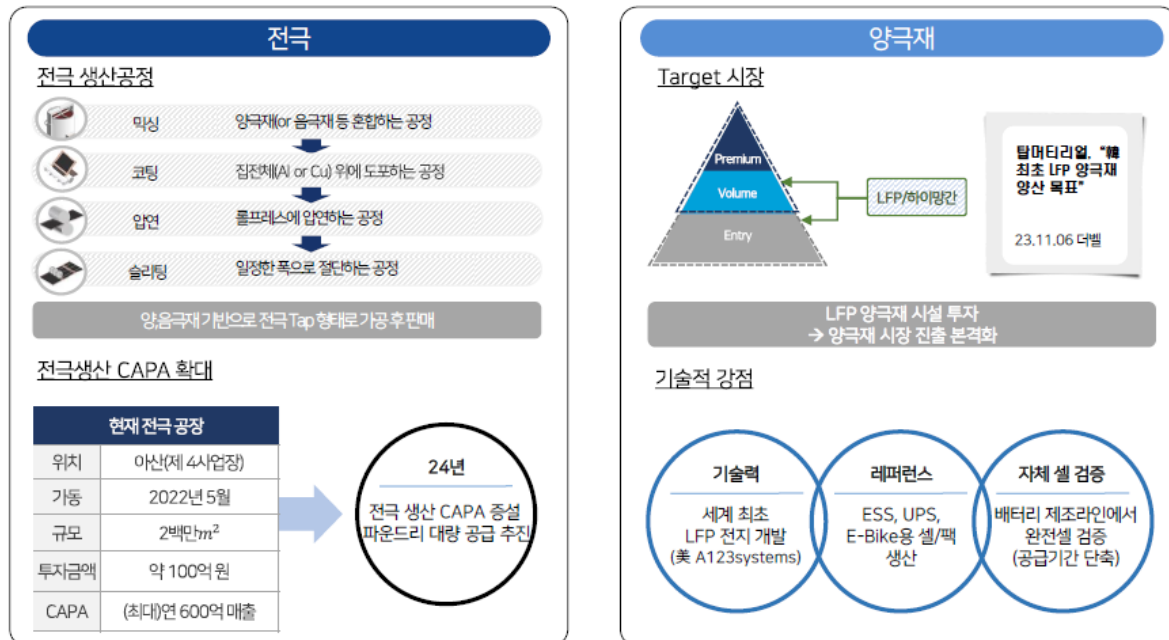 전극
전극 생산공정
믹싱 양극재(or 음극재 등 혼합하는 공정
코팅 집전체(Al or Cu) 위에 도포하는 공정
압연 롤프레스에 압연하는 공정
슬리팅 일정한 폭으로 절단하는 공정
양,음극재 기반으로 전극 Tap 형태로 가공 후 판매
전극생산 CAPA 확대
현재 전극 공장
위치 아산(제 4사업장)
가동 2022년 5월
규모 2백만m²
투자금액 약 100억 원
CAPA (최대)연 600억 매출
24년
전극 생산 CAPA 증설
파운드리 대량 공급 추진
양극재
Target 시장
Premium
Volume
Entry
LFP/하이망간
탑머티리얼, "韓
최초 LFP 양극재
양산 목표"
23.11.06 더벨
LFP 양극재 시설 투자
→ 양극재 시장 진출 본격화
기술적 강점
기술력
세계 최초
LFP 전지 개발
(美 A123systems)
레퍼런스
ESS, UPS,
E-Bike용 셀/팩
생산
자체 셀 검증
배터리 제조라인에서
완전셀 검증
(공급기간 단축)